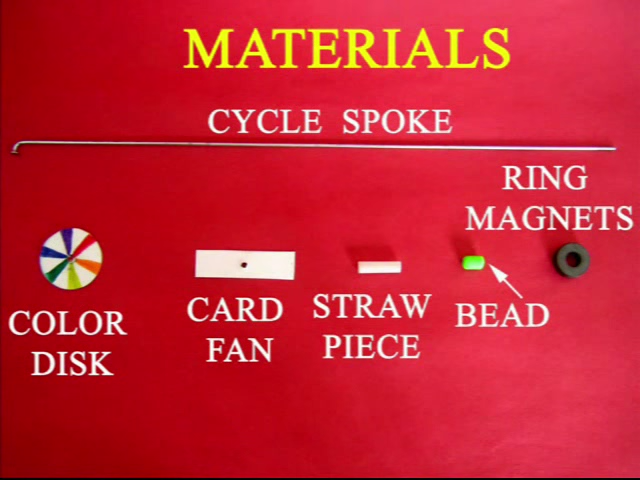 MATERIALS
CYCLE SPOKE
RING
MAGNETS
COLOR
DISK
CARD
FAN
STRAW
PIECE
BEAD